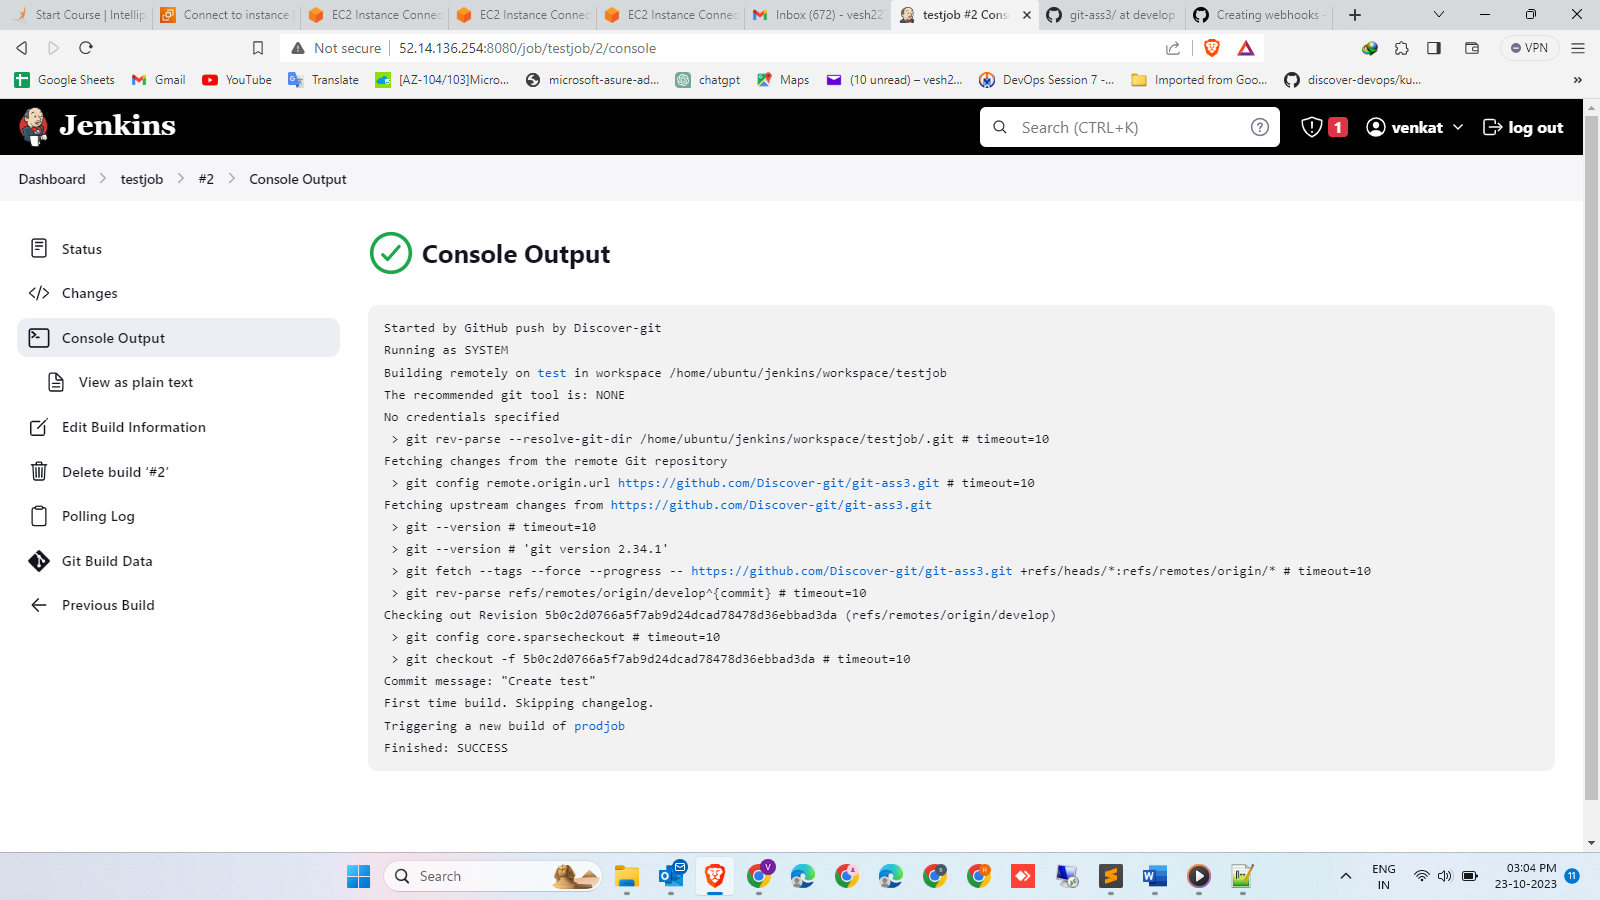 Start Course | Intellip
Connect to instance
EC2 Instance Connec
EC2 Instance Connec
EC2 Instance Connec
Inbox (672) - vesh22
testjob #2 Cons
git-ass3/ at develop
Creating webhooks -
Not secure
52.14.136.254:8080/job/testjob/2/console
VPN
Google Sheets
Gmail
YouTube
Translate
[AZ-104/103]Micro...
microsoft-asure-ad...
chatgpt
Maps
(10 unread) – vesh2...
DevOps Session 7 -...
Imported from Goo...
discover-devops/ku...
»
Jenkins
Search (CTRL+K)
?
1
venkat
log out
Dashboard
testjob
#2
Console Output
Status
Changes
Console Output
View as plain text
Edit Build Information
Delete build ‘#2’
Polling Log
Git Build Data
Previous Build
Console Output
Started by GitHub push by Discover-git
Running as SYSTEM
Building remotely on test in workspace /home/ubuntu/jenkins/workspace/testjob
The recommended git tool is: NONE
No credentials specified
> git rev-parse --resolve-git-dir /home/ubuntu/jenkins/workspace/testjob/.git # timeout=10
Fetching changes from the remote Git repository
> git config remote.origin.url https://github.com/Discover-git/git-ass3.git # timeout=10
Fetching upstream changes from https://github.com/Discover-git/git-ass3.git
> git --version # timeout=10
> git --version # 'git version 2.34.1'
> git fetch --tags --force --progress -- https://github.com/Discover-git/git-ass3.git +refs/heads/*:refs/remotes/origin/* # timeout=10
> git rev-parse refs/remotes/origin/develop^{commit} # timeout=10
Checking out Revision 5b0c2d0766a5f7ab9d24dcad78478d36ebbad3da (refs/remotes/origin/develop)
> git config core.sparsecheckout # timeout=10
> git checkout -f 5b0c2d0766a5f7ab9d24dcad78478d36ebbad3da # timeout=10
Commit message: "Create test"
First time build. Skipping changelog.
Triggering a new build of prodjob
Finished: SUCCESS
Search
ENG
IN
03:04 PM
23-10-2023
11